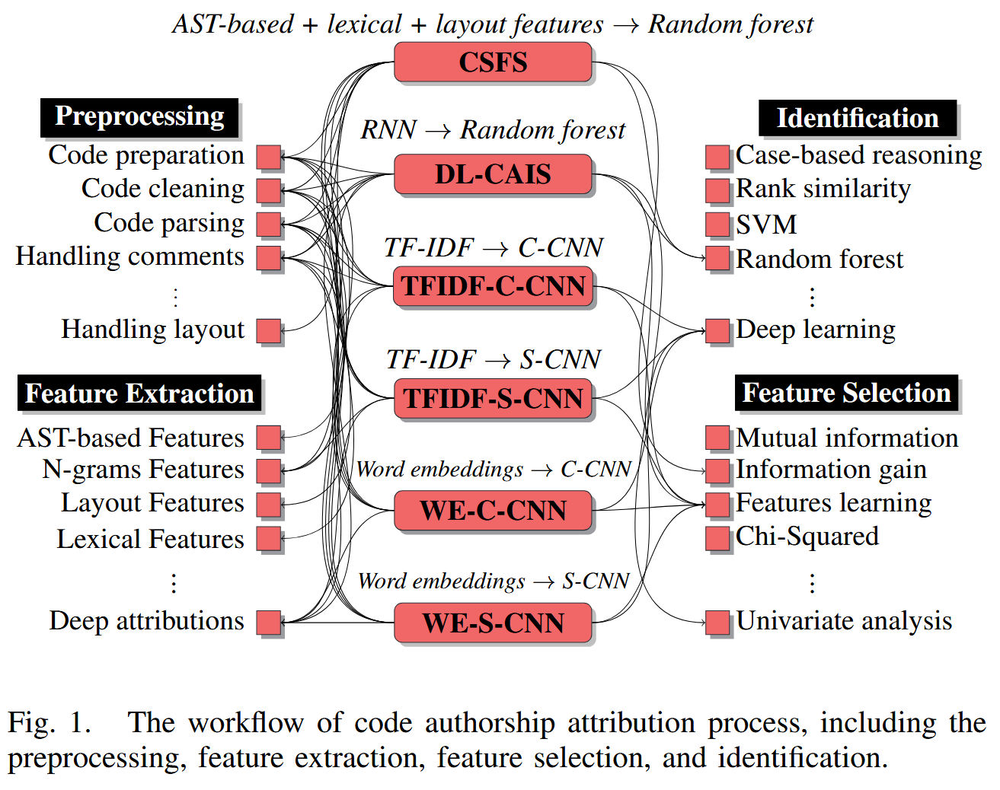 AST-based + lexical + layout features → Random forest
CSFS
Preprocessing
Code preparation
Code cleaning
Code parsing
Handling comments
⋮
Handling layout
Feature Extraction
AST-based Features
N-grams Features
Layout Features
Lexical Features
⋮
Deep attributions
RNN → Random forest
DL-CAIS
TF-IDF → C-CNN
TFIDF-C-CNN
TF-IDF → S-CNN
TFIDF-S-CNN
Word embeddings → C-CNN
WE-C-CNN
Word embeddings → S-CNN
WE-S-CNN
Identification
Case-based reasoning
Rank similarity
SVM
Random forest
⋮
Deep learning
Feature Selection
Mutual information
Information gain
Features learning
Chi-Squared
⋮
Univariate analysis
Fig. 1. The workflow of code authorship attribution process, including the
preprocessing, feature extraction, feature selection, and identification.